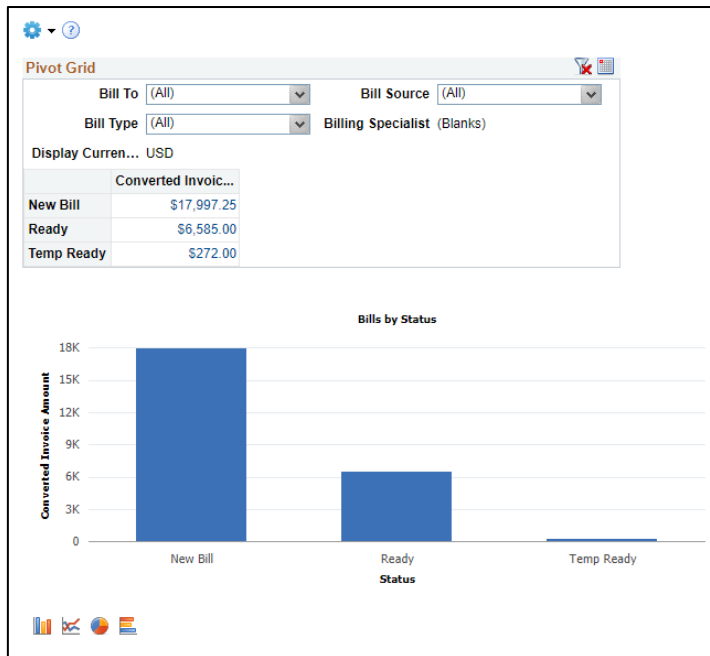 ?
Pivot Grid
Bill To (All) Bill Source (All)
Bill Type (All) Billing Specialist (Blanks)
Display Curren... USD
Converted Invoic...
New Bill $17,997.25
Ready $6,585.00
Temp Ready $272.00
Bills by Status
18K
15K
12K
9K
6K
3K
0
Converted Invoice Amount
New Bill Ready Temp Ready
Status